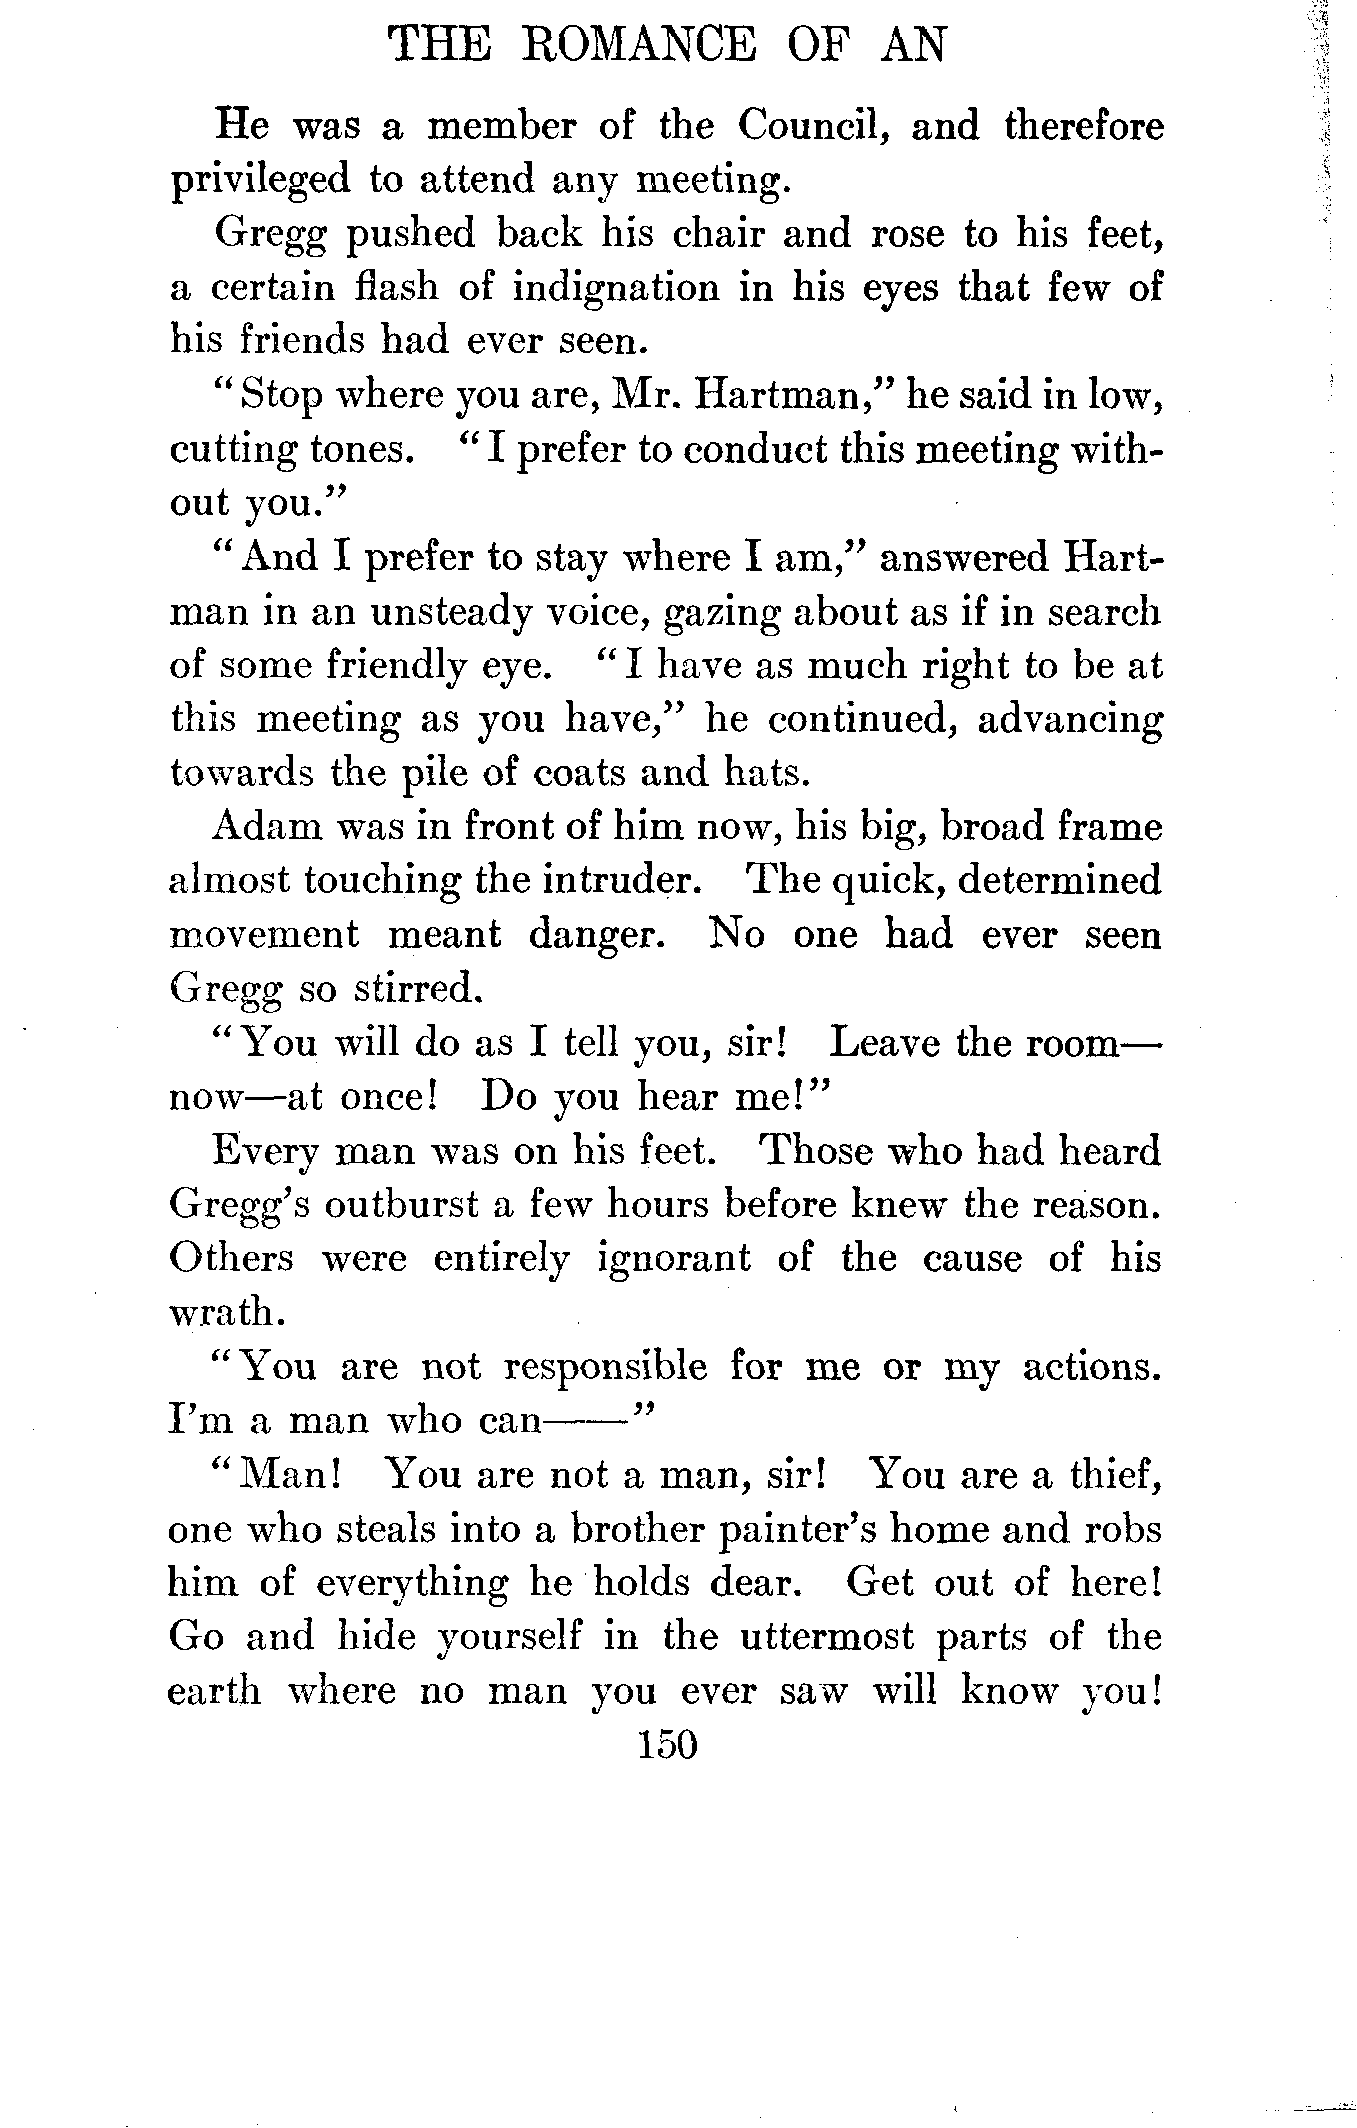 THE ROMANCE OF AN
He was a member of the Council, and therefore
privileged to attend any meeting.
Gregg pushed back his chair and rose to his feet,
a certain flash of indignation in his eyes that few of
his friends had ever seen.
"Stop where you are, Mr. Hartman," he said in low,
cutting tones. "I prefer to conduct this meeting with-
out you."
"And I prefer to stay where I am," answered Hart-
man in an unsteady voice, gazing about as if in search
of some friendly eye. "I have as much right to be at
this meeting as you have," he continued, advancing
towards the pile of coats and hats.
Adam was in front of him now, his big, broad frame
almost touching the intruder. The quick, determined
movement meant danger. No one had ever seen
Gregg so stirred.
"You will do as I tell you, sir! Leave the room—
now—at once! Do you hear me!"
Every man was on his feet. Those who had heard
Gregg's outburst a few hours before knew the reason.
Others were entirely ignorant of the cause of his
wrath.
"You are not responsible for me or my actions.
I'm a man who can——"
"Man! You are not a man, sir! You are a thief,
one who steals into a brother painter's home and robs
him of everything he holds dear. Get out of here!
Go and hide yourself in the uttermost parts of the
earth where no man you ever saw will know you!
150